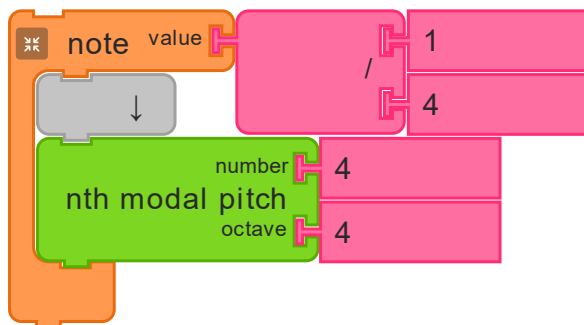 note value 1
/
4
↓
number 4
nth modal pitch
octave 4